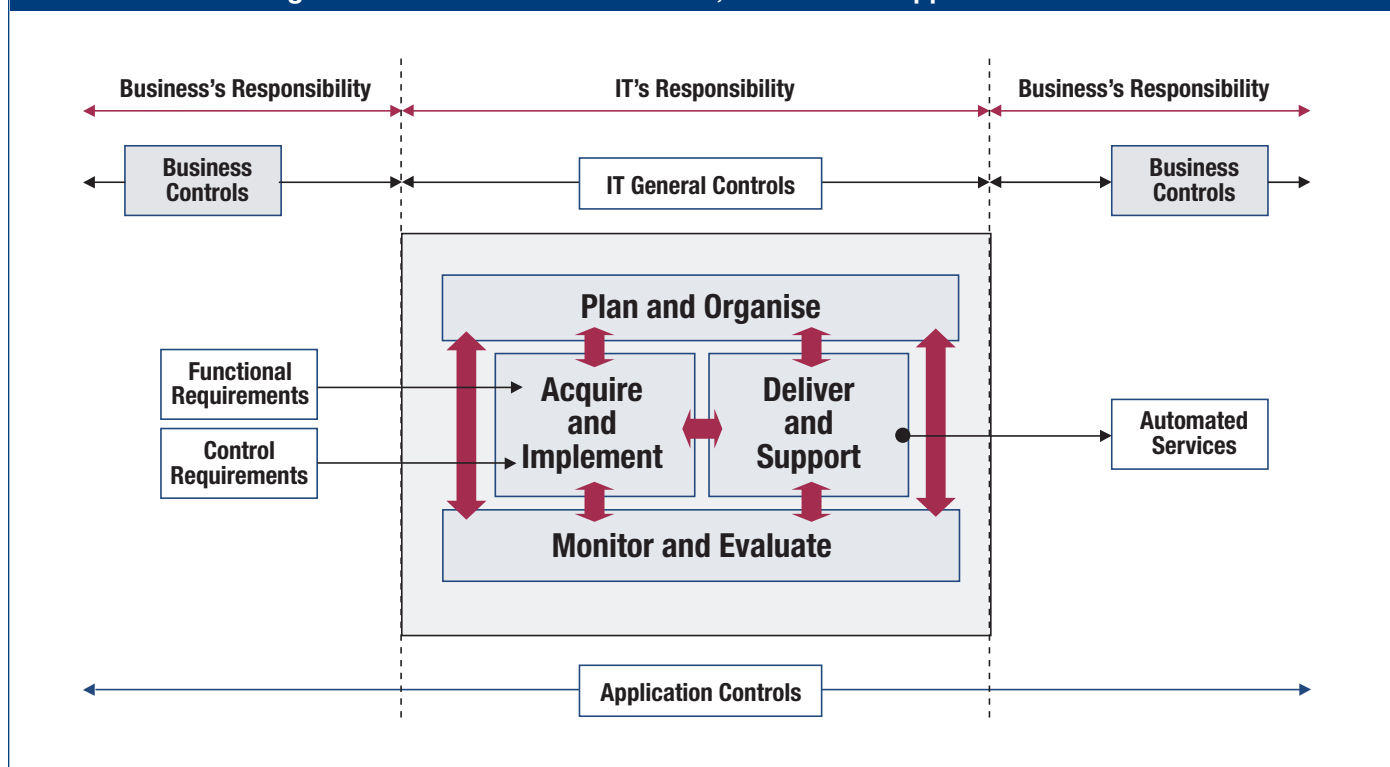 Business's Responsibility
IT's Responsibility
Business's Responsibility
Business
Controls
IT General Controls
Business
Controls
Plan and Organise
Functional
Requirements
Acquire
and
Implement
Deliver
and
Support
Automated
Services
Control
Requirements
Monitor and Evaluate
Application Controls